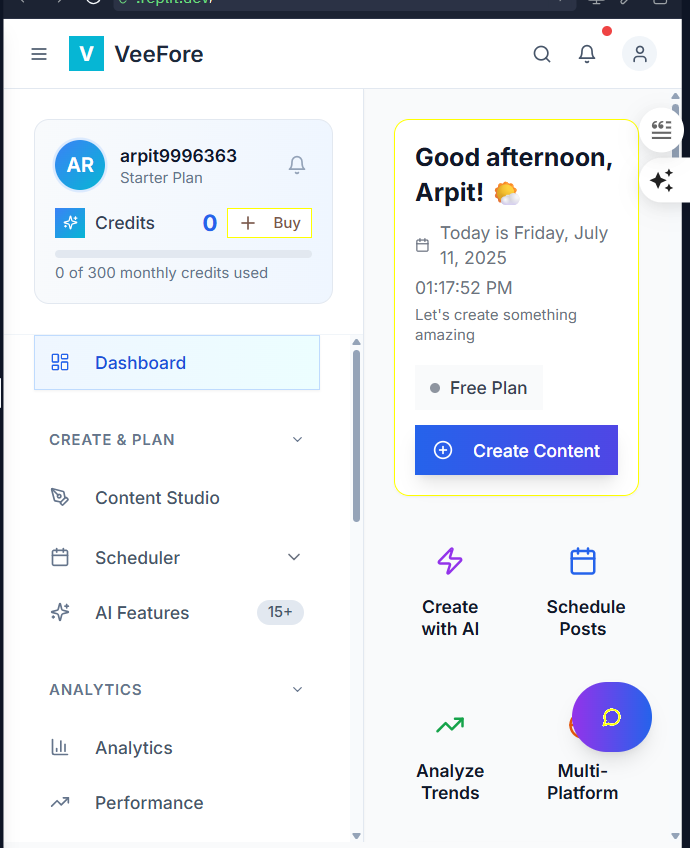 .replit.dev/
V VeeFore
AR
arpit9996363
Starter Plan
Credits 0 + Buy
0 of 300 monthly credits used
Dashboard
CREATE & PLAN
Content Studio
Scheduler
AI Features 15+
ANALYTICS
Analytics
Performance
Good afternoon,
Arpit!
Today is Friday, July
11, 2025
01:17:52 PM
Let's create something
amazing
Free Plan
Create Content
Create
with AI
Schedule
Posts
Analyze
Trends
Multi-
Platform